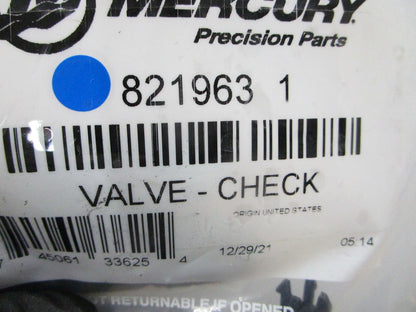 MERCURY
Precision Parts
821963 1
VALVE - CHECK
ORIGIN UNITED STATES
45061 33625 4 12/29/21 05:14
NOT RETURNABLE IF OPENED